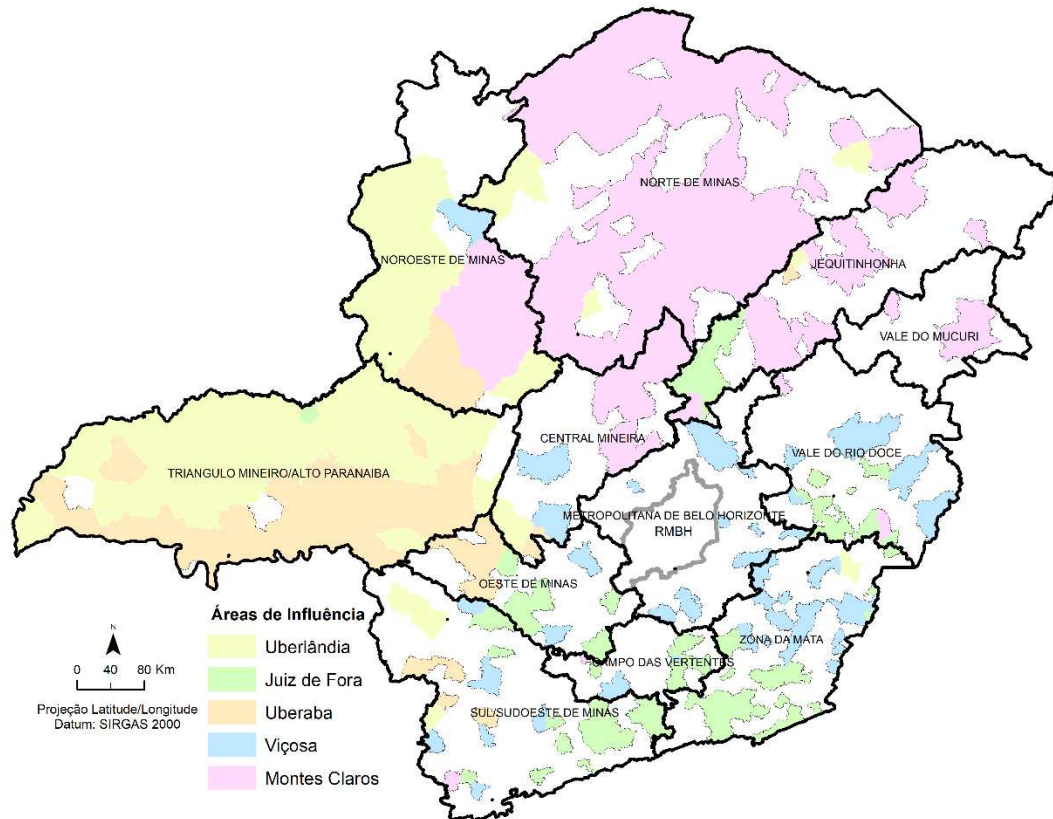 NORTE DE MINAS
NOROESTE DE MINAS
JEQUITINHONHA
VALE DO MUCURI
CENTRAL MINEIRA
VALE DO RIO DOCE
TRIANGULO MINEIRO/ALTO PARANAIBA
METROPOLITANA DE BELO HORIZONTE
RMBH
OESTE DE MINAS
ZONA DA MATA
CAMPO DAS VERTENTES
SUL/SUDOESTE DE MINAS
Áreas de Influência
Uberlândia
Juiz de Fora
Uberaba
Viçosa
Montes Claros
N
0 40 80 Km
Projeção Latitude/Longitude
Datum: SIRGAS 2000